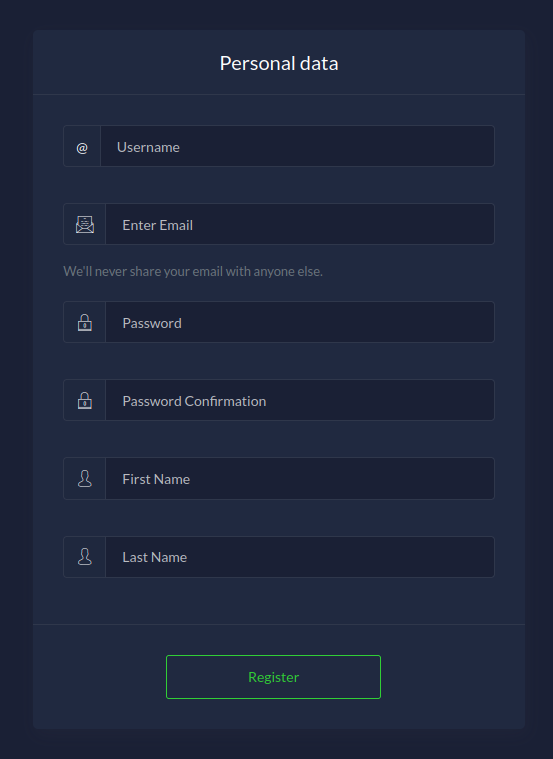 Personal data
@ Username
Enter Email
We'll never share your email with anyone else.
Password
Password Confirmation
First Name
Last Name
Register